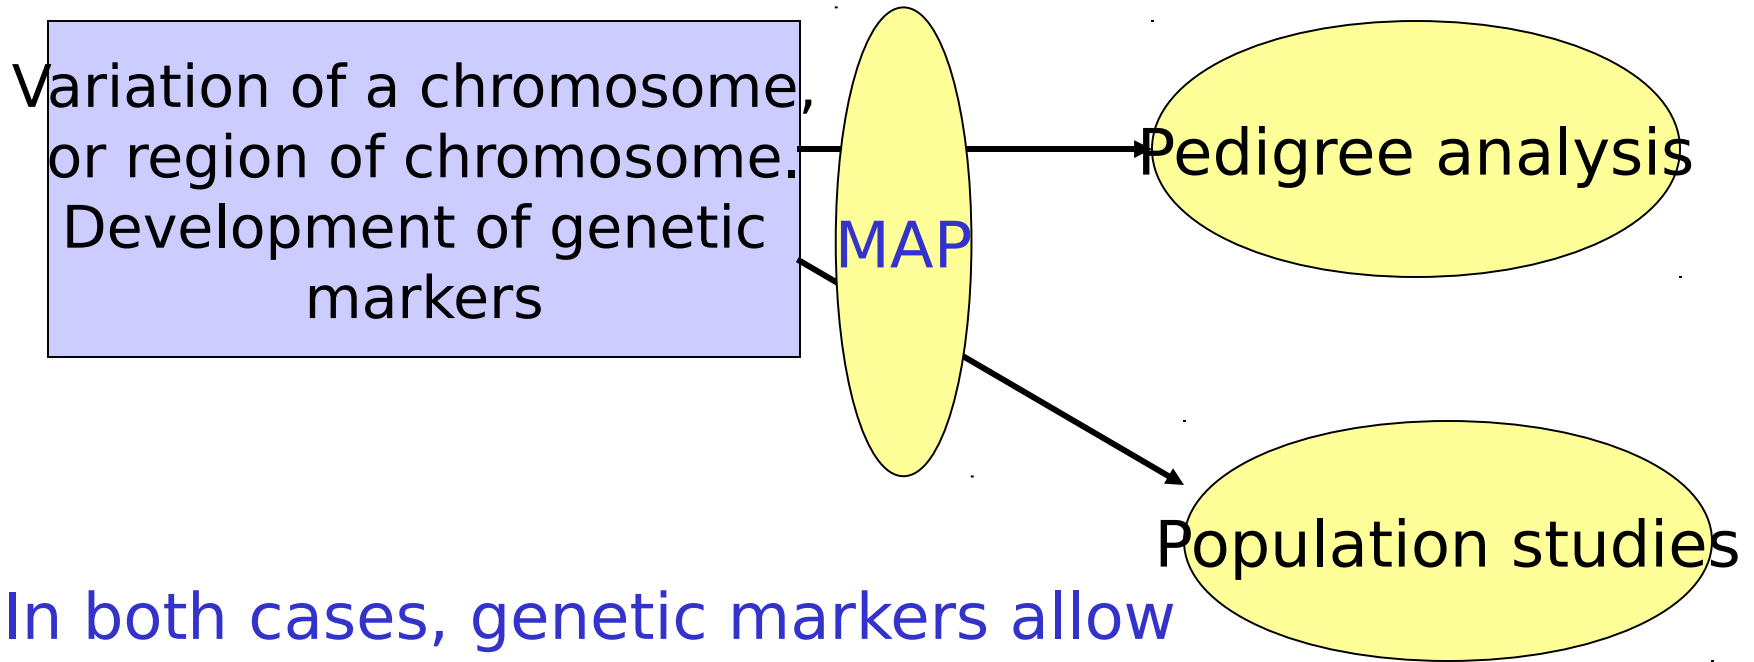 Variation of a chromosome,
or region of chromosome.
Development of genetic
markers
MAP
Pedigree analysis
Population studies
In both cases, genetic markers allow